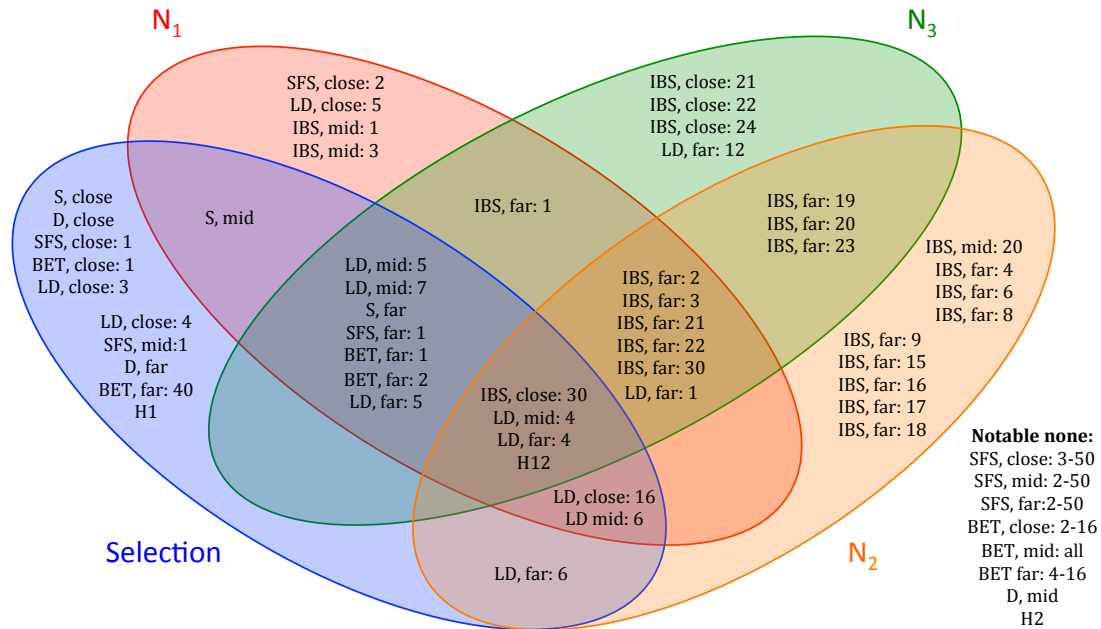 N1
N3
SFS, close: 2
LD, close: 5
IBS, mid: 1
IBS, mid: 3
IBS, close: 21
IBS, close: 22
IBS, close: 24
LD, far: 12
S, close
D, close
SFS, close: 1
BET, close: 1
LD, close: 3
LD, close: 4
SFS, mid:1
D, far
BET, far: 40
H1
S, mid
IBS, far: 1
IBS, far: 19
IBS, far: 20
IBS, far: 23
LD, mid: 5
LD, mid: 7
S, far
SFS, far: 1
BET, far: 1
BET, far: 2
LD, far: 5
IBS, far: 2
IBS, far: 3
IBS, far: 21
IBS, far: 22
IBS, far: 30
LD, far: 1
IBS, mid: 20
IBS, far: 4
IBS, far: 6
IBS, far: 8
IBS, far: 9
IBS, far: 15
IBS, far: 16
IBS, far: 17
IBS, far: 18
IBS, close: 30
LD, mid: 4
LD, far: 4
H12
LD, close: 16
LD mid: 6
LD, far: 6
Selection
N2
Notable none:
SFS, close: 3-50
SFS, mid: 2-50
SFS, far:2-50
BET, close: 2-16
BET, mid: all
BET far: 4-16
D, mid
H2